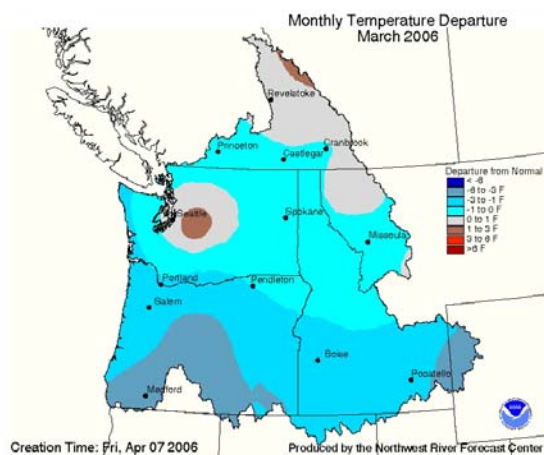 Monthly Temperature Departure
March 2006
Revelstoke
Princeton
Castlegar
Cranbrook
Departure from Normal
< -6
-6 to -3 F
-3 to -1 F
-1 to 0 F
0 to 1 F
1 to 3 F
3 to 6 F
>6 F
Seattle
Spokane
Missoula
Portland
Pendleton
Salem
Boise
Pocatello
Medford
Creation Time: Fri, Apr 07 2006
Produced by the Northwest River Forecast Center